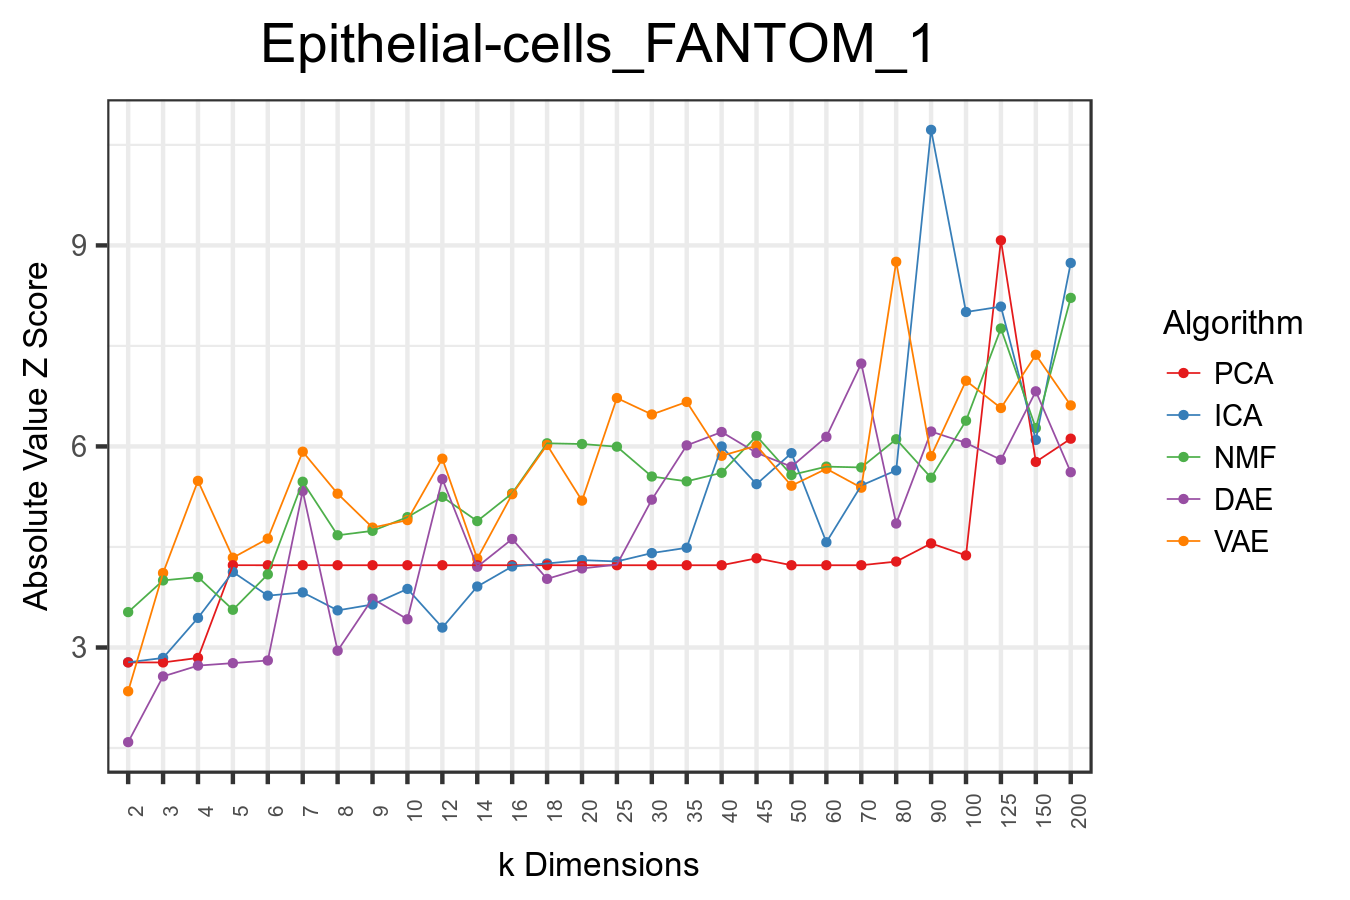 Epithelial-cells_FANTOM_1
Absolute Value Z Score
9
6
3
2 3 4 5 6 7 8 9 10 12 14 16 18 20 25 30 35 40 45 50 60 70 80 90 100 125 150 200
k Dimensions
Algorithm
PCA
ICA
NMF
DAE
VAE